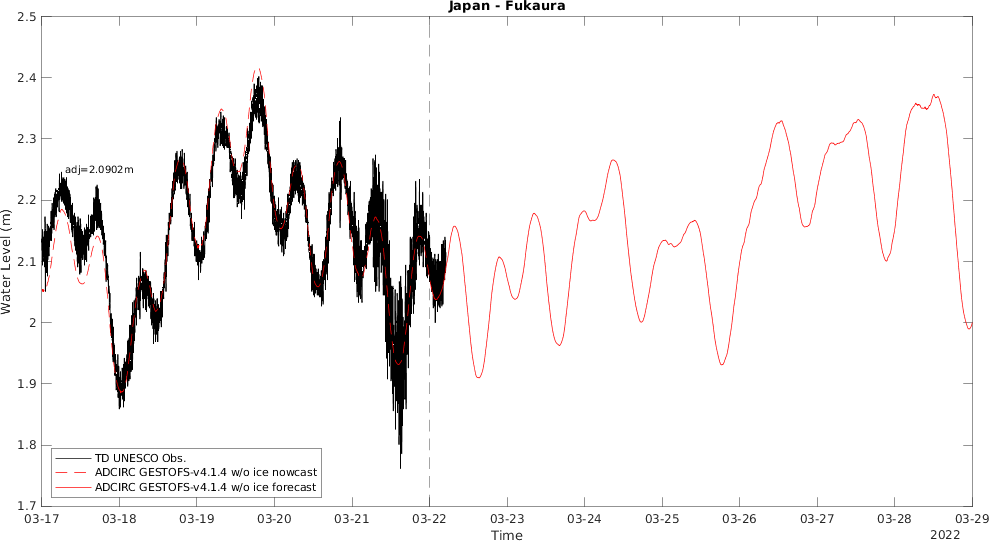 Japan - Fukaura
2.5
2.4
2.3
2.2
2.1
2
1.9
1.8
1.7
Water Level (m)
adj=2.0902m
TD UNESCO Obs.
ADCIRC GESTOFS-v4.1.4 w/o ice nowcast
ADCIRC GESTOFS-v4.1.4 w/o ice forecast
03-17 03-18 03-19 03-20 03-21 03-22 03-23 03-24 03-25 03-26 03-27 03-28 03-29
Time
2022